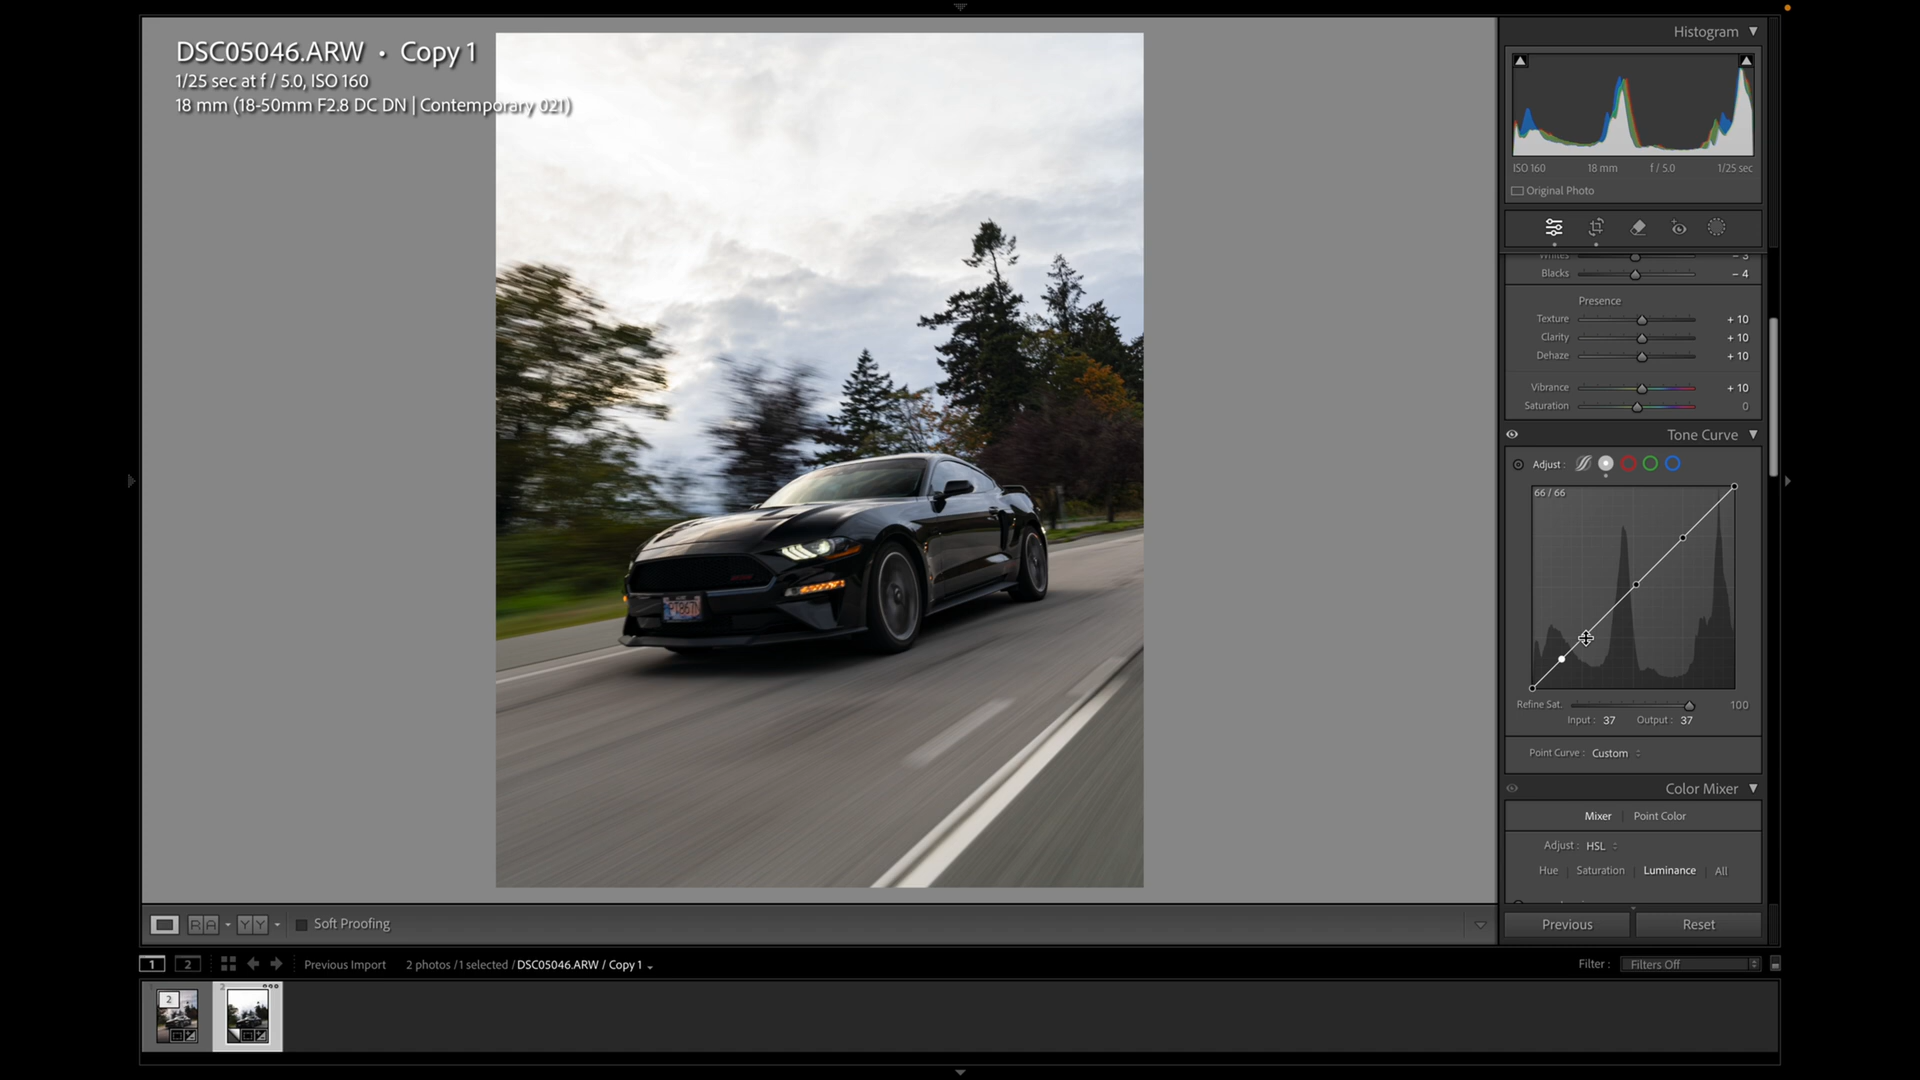 DSC05046.ARW • Copy 1
1/25 sec at f / 5.0, ISO 160
18 mm (18-50mm F2.8 DC DN | Contemporary 021)
Histogram
ISO 160 18 mm f / 5.0 1/25 sec
Original Photo
Whites - 3
Blacks - 4
Presence
Texture + 10
Clarity + 10
Dehaze + 10
Vibrance + 10
Saturation 0
Tone Curve
Adjust :
66 / 66
Refine Sat. 100
Input : 37 Output : 37
Point Curve : Custom
Color Mixer
Mixer | Point Color
Adjust : HSL
Hue | Saturation | Luminance | All
Previous Reset
R A Y Y Soft Proofing
1 2 Previous Import 2 photos / 1 selected / DSC05046.ARW / Copy 1
Filter : Filters Off
2
2